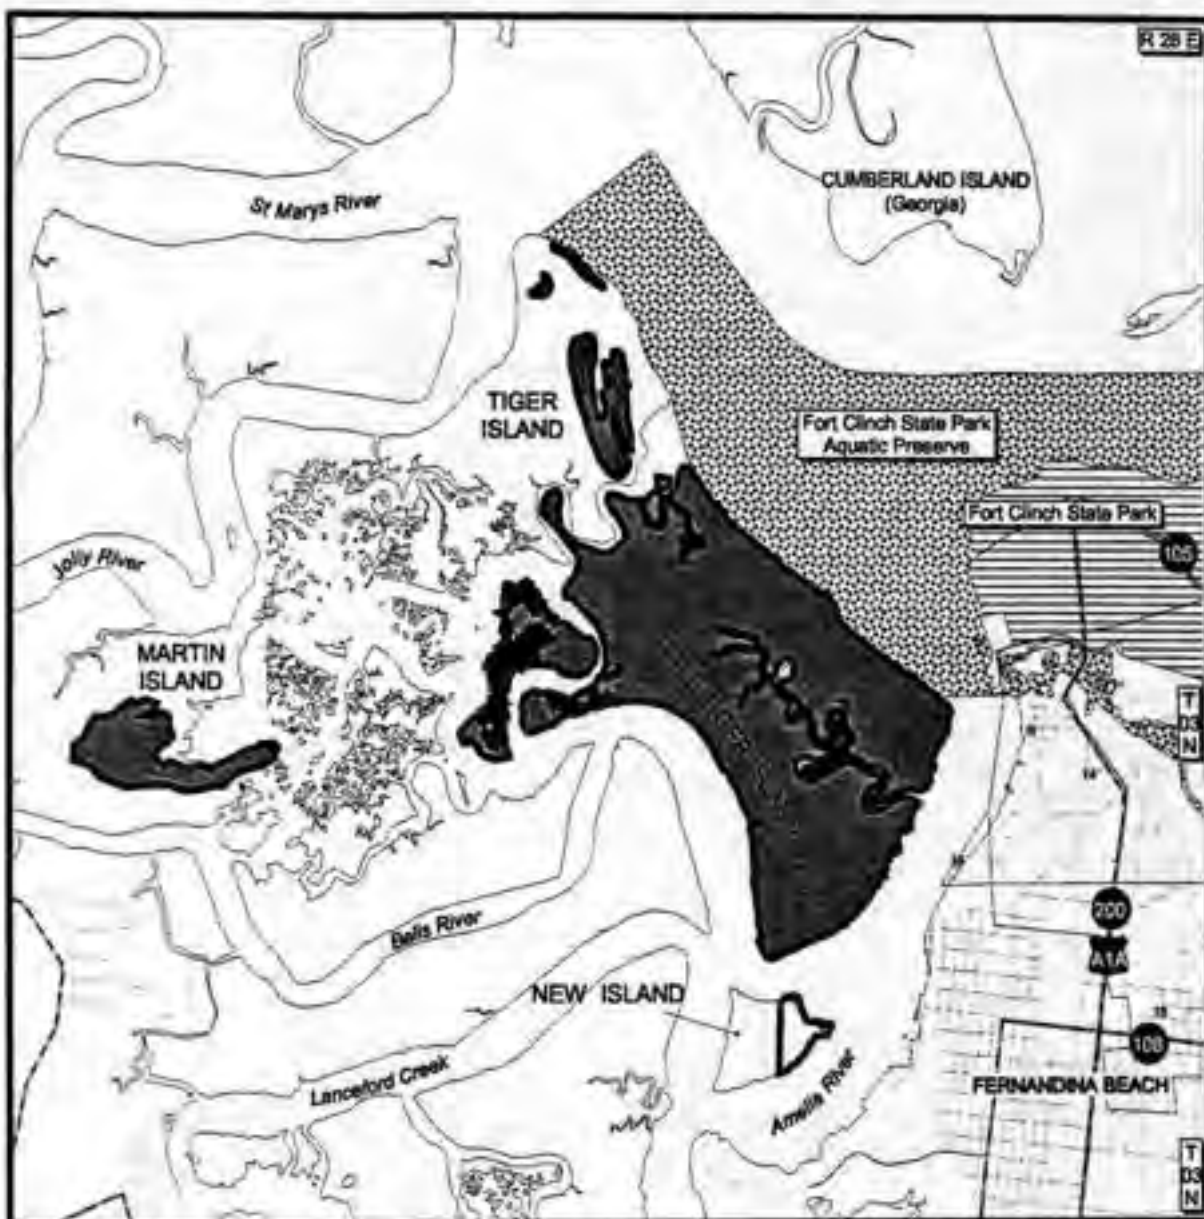 R 28 E
CUMBERLAND ISLAND
(Georgia)
St Marys River
TIGER
ISLAND
Fort Clinch State Park
Aquatic Preserve
Fort Clinch State Park
Jolly River
MARTIN
ISLAND
T
03
N
14
200
A1A
Bells River
NEW ISLAND
108
Lanceford Creek
Amelia River
FERNANDINA BEACH
T
03
N